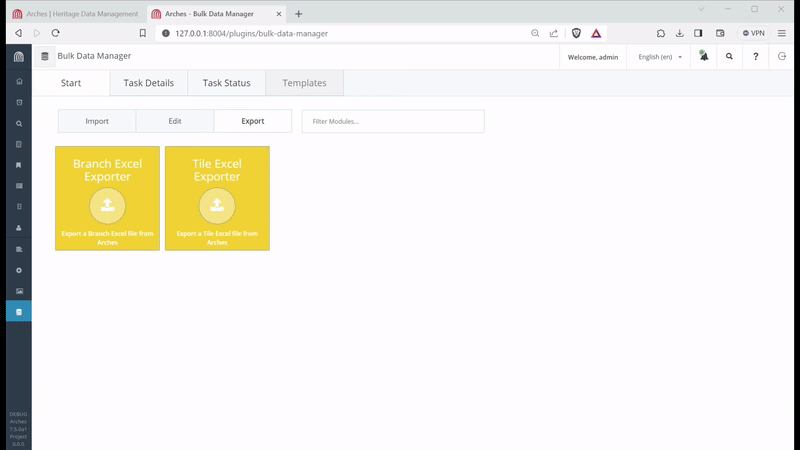 Arches | Heritage Data Management
Arches - Bulk Data Manager
127.0.0.1:8004/plugins/bulk-data-manager
VPN
Bulk Data Manager
Welcome, admin
English (en)
Start
Task Details
Task Status
Templates
Import
Edit
Export
Filter Modules...
Branch Excel
Exporter
Export a Branch Excel file from
Arches
Tile Excel
Exporter
Export a Tile Excel file from
Arches
DEBUG
Arches
7.5.0a1
Project
0.0.0